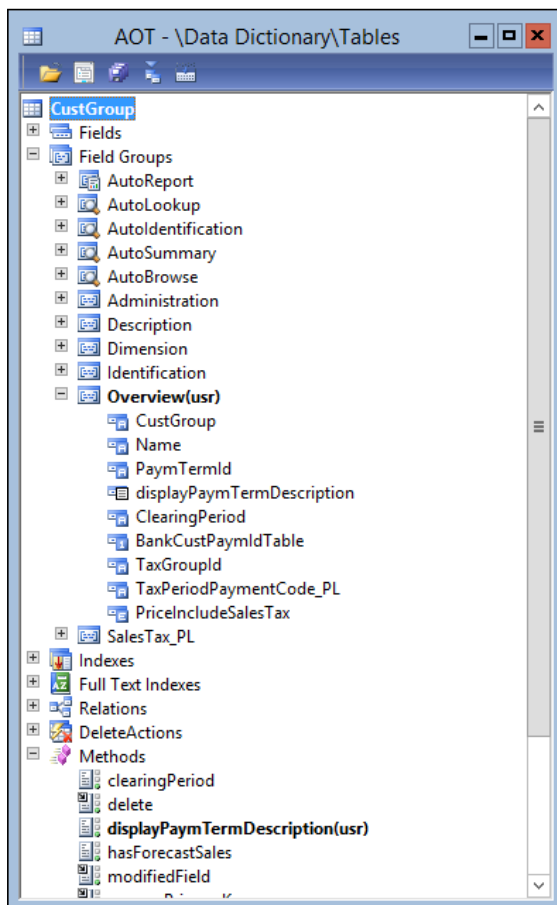 AOT - \Data Dictionary\Tables
CustGroup
Fields
Field Groups
AutoReport
AutoLookup
AutoIdentification
AutoSummary
AutoBrowse
Administration
Description
Dimension
Identification
Overview(usr)
CustGroup
Name
PaymTermId
displayPaymTermDescription
ClearingPeriod
BankCustPaymIdTable
TaxGroupId
TaxPeriodPaymentCode_PL
PriceIncludeSalesTax
SalesTax_PL
Indexes
Full Text Indexes
Relations
DeleteActions
Methods
clearingPeriod
delete
displayPaymTermDescription(usr)
hasForecastSales
modifiedField